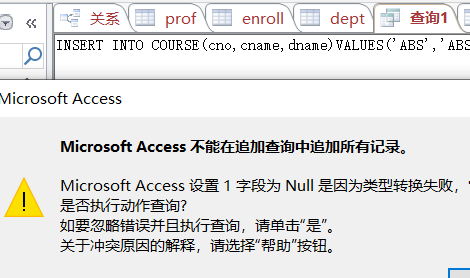 关系 prof enroll dept 查询1
INSERT INTO COURSE(cno,cname,dname)VALUES('ABS','ABS
Microsoft Access
Microsoft Access 不能在追加查询中追加所有记录。
Microsoft Access 设置 1 字段为 Null 是因为类型转换失败，
是否执行动作查询?
如要忽略错误并且执行查询，请单击“是”。
关于冲突原因的解释，请选择“帮助”按钮。